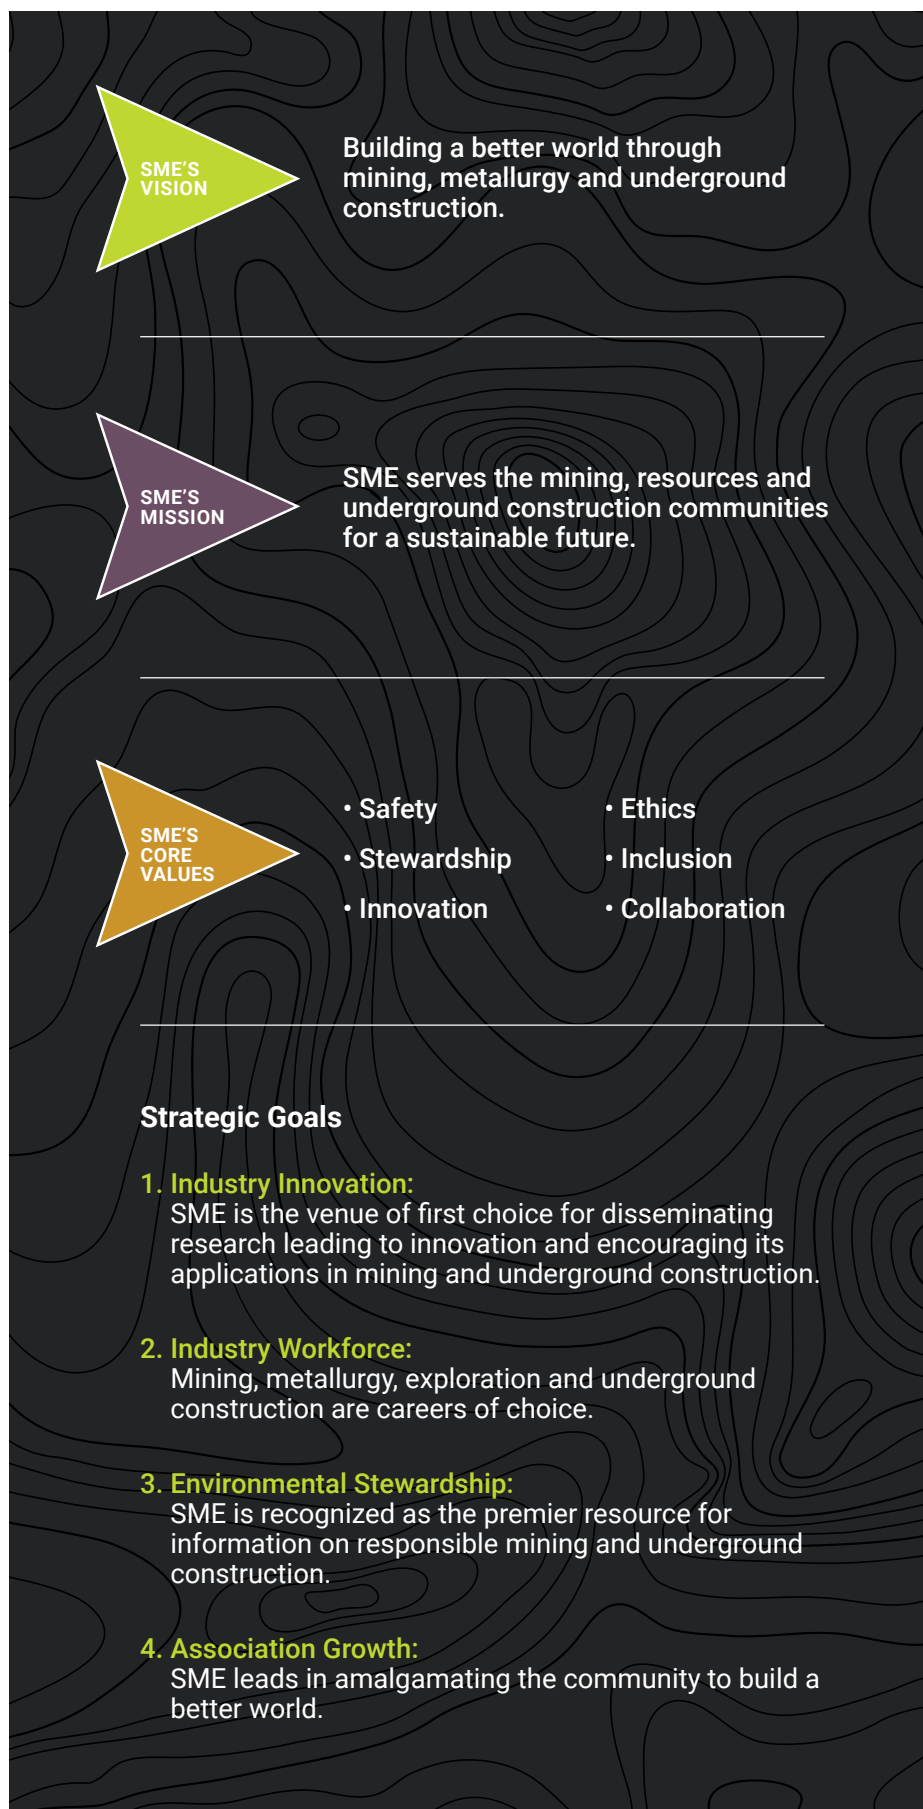 SME'S
VISION
Building a better world through
mining, metallurgy and underground
construction.
SME'S
MISSION
SME serves the mining, resources and
underground construction communities
for a sustainable future.
SME'S
CORE
VALUES
• Safety
• Stewardship
• Innovation
• Ethics
• Inclusion
• Collaboration
Strategic Goals
1. Industry Innovation:
SME is the venue of first choice for disseminating
research leading to innovation and encouraging its
applications in mining and underground construction.
2. Industry Workforce:
Mining, metallurgy, exploration and underground
construction are careers of choice.
3. Environmental Stewardship:
SME is recognized as the premier resource for
information on responsible mining and underground
construction.
4. Association Growth:
SME leads in amalgamating the community to build a
better world.